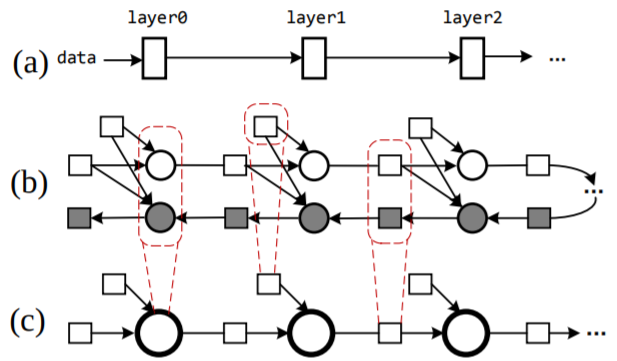 layer0 layer1 layer2
(a) data ...
(b) ...
(c) ...